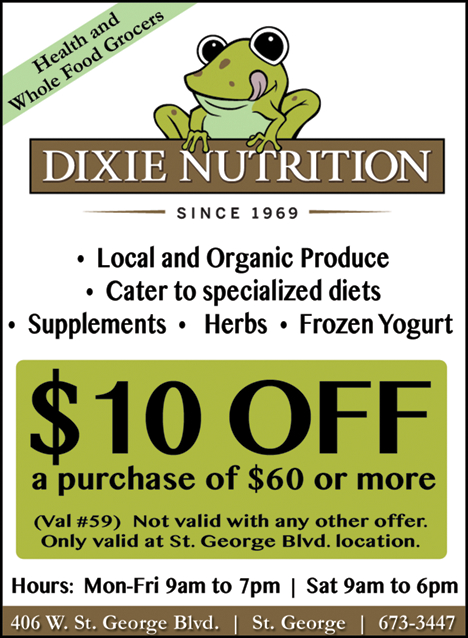 Health and
Whole Food Grocers
DIXIE NUTRITION
SINCE 1969
• Local and Organic Produce
• Cater to specialized diets
• Supplements • Herbs • Frozen Yogurt
$10 OFF
a purchase of $60 or more
(Val #59) Not valid with any other offer.
Only valid at St. George Blvd. location.
Hours: Mon-Fri 9am to 7pm | Sat 9am to 6pm
406 W. St. George Blvd. | St. George | 673-3447